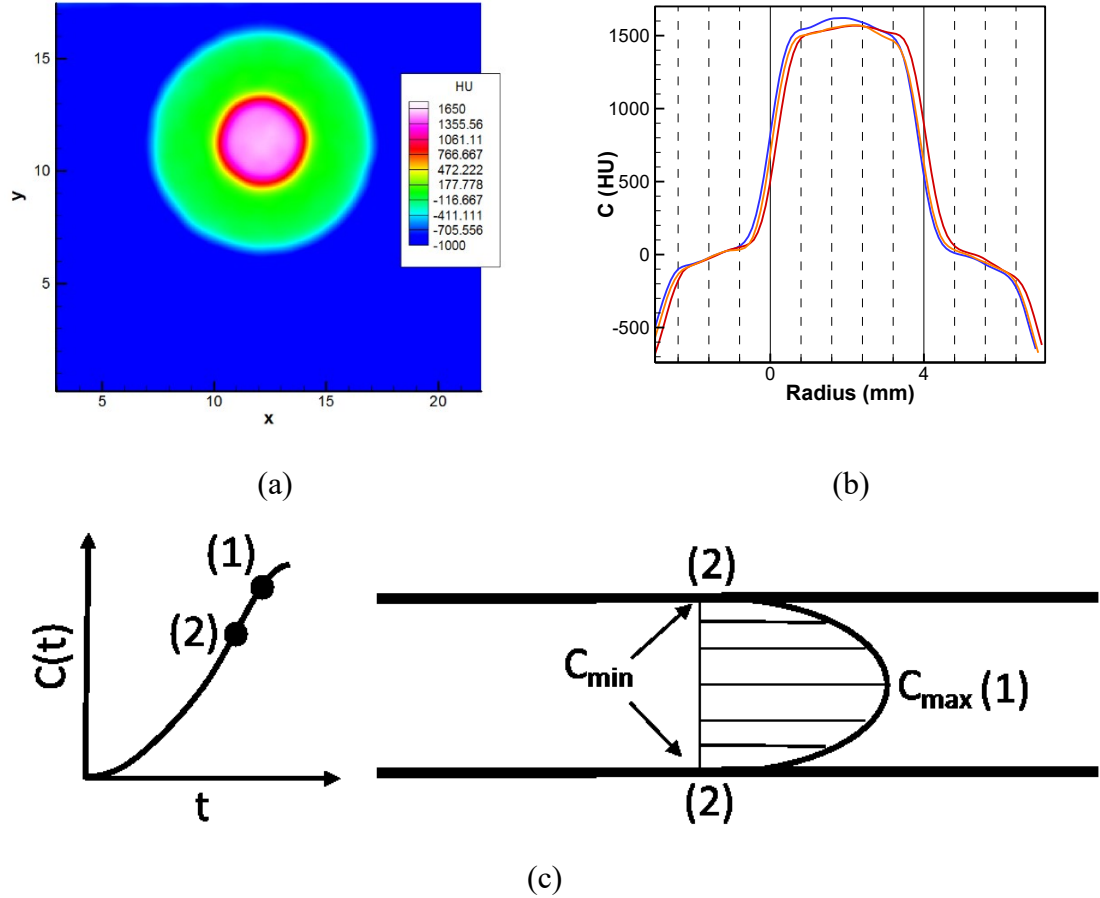 HU
1650
1355.56
1061.11
766.667
472.222
177.778
-116.667
-411.111
-705.556
-1000
15
10
5
y
5 10 15 20
x
(a)
1500
1000
500
0
-500
C (HU)
0 4
Radius (mm)
(b)
(1)
(2)
C(t)
t
(2)
Cmin
Cmax (1)
(2)
(c)